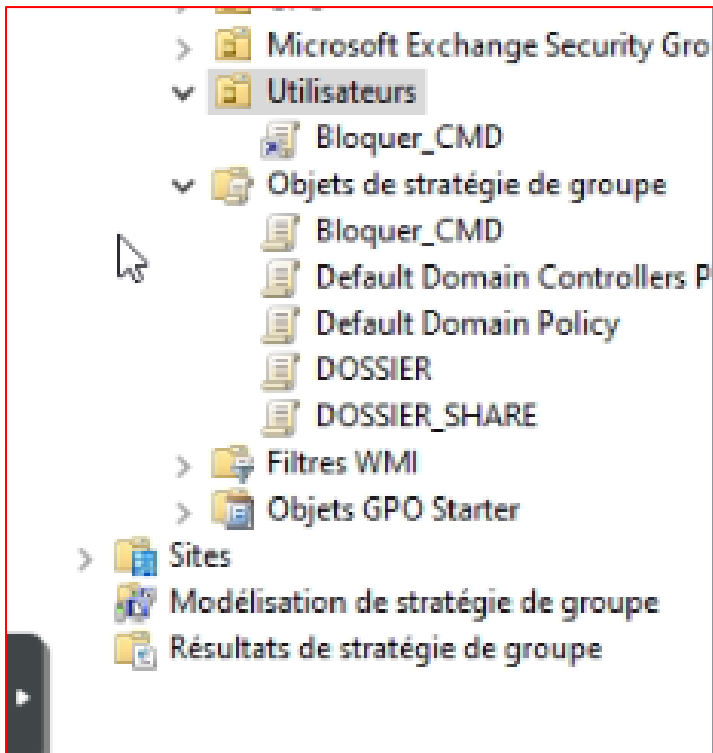 Microsoft Exchange Security Gro
Utilisateurs
Bloquer_CMD
Objets de stratégie de groupe
Bloquer_CMD
Default Domain Controllers P
Default Domain Policy
DOSSIER
DOSSIER_SHARE
Filtres WMI
Objets GPO Starter
Sites
Modélisation de stratégie de groupe
Résultats de stratégie de groupe